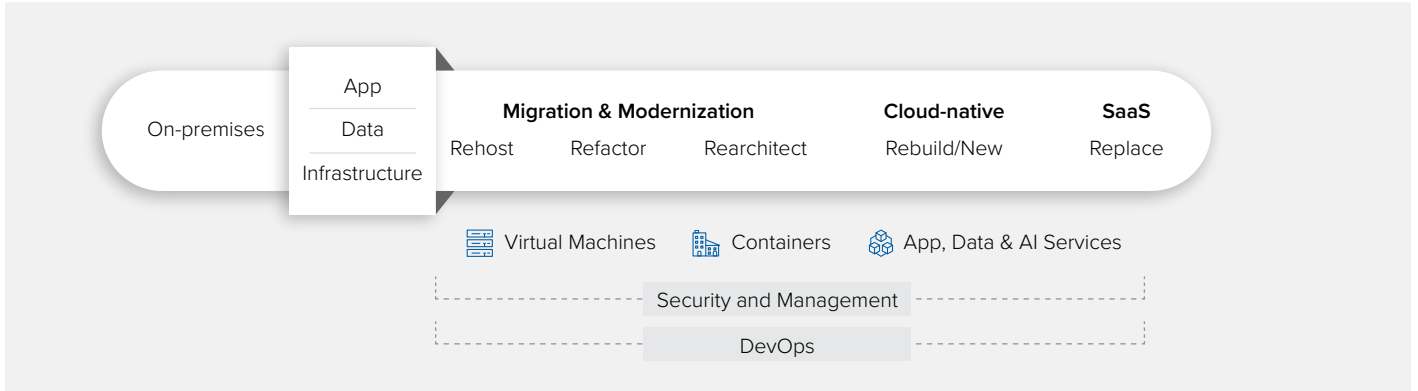 On-premises
App
Data
Infrastructure
Migration & Modernization
Rehost Refactor Rearchitect
Cloud-native
Rebuild/New
SaaS
Replace
Virtual Machines Containers App, Data & AI Services
Security and Management
DevOps